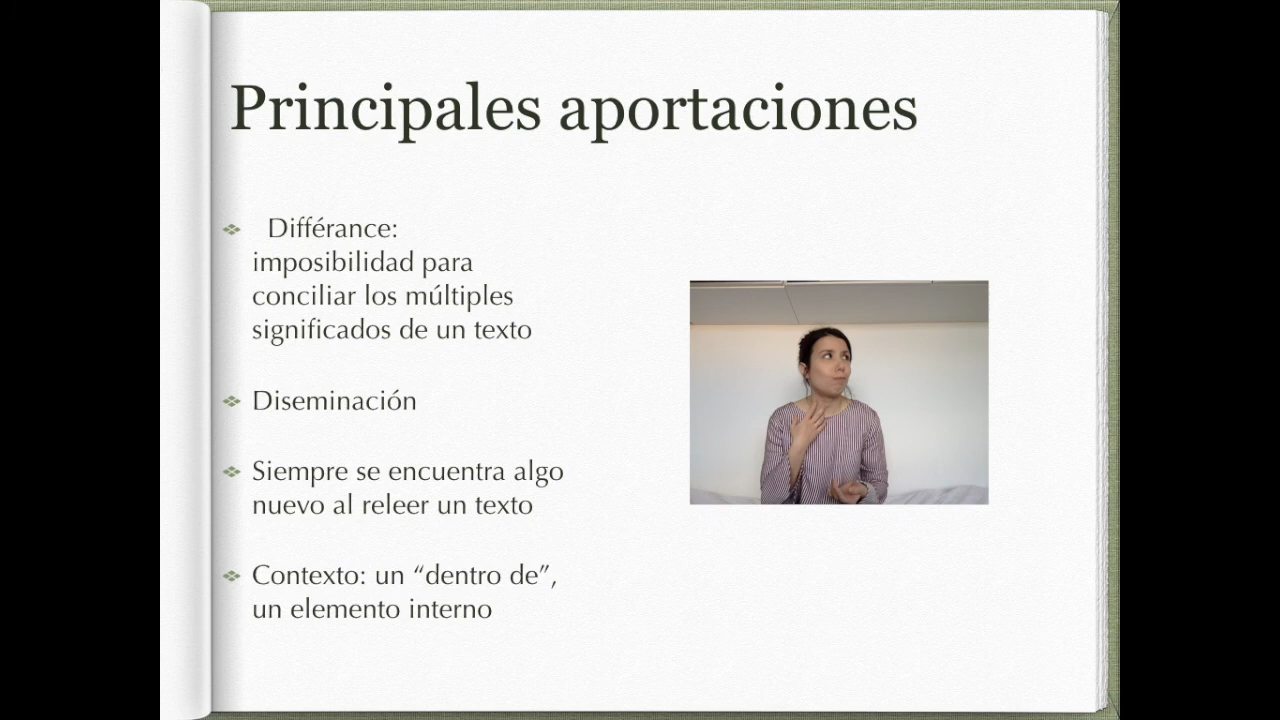 Principales aportaciones
Différance:
imposibilidad para
conciliar los múltiples
significados de un texto
Diseminación
Siempre se encuentra algo
nuevo al releer un texto
Contexto: un “dentro de”,
un elemento interno